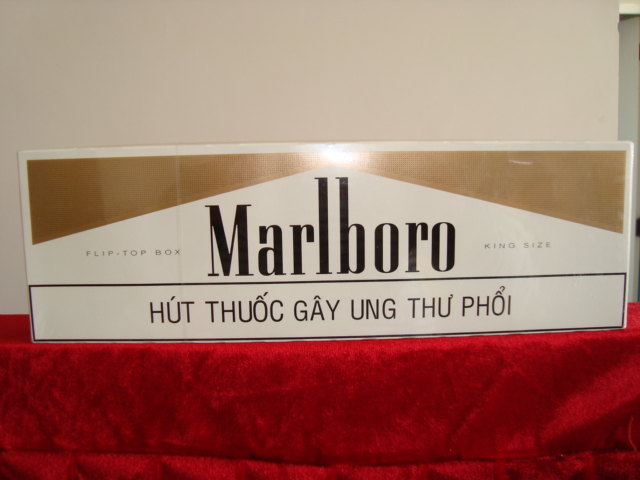 Marlboro
FLIP-TOP BOX
KING SIZE
HÚT THUỐC GÂY UNG THƯ PHỔI